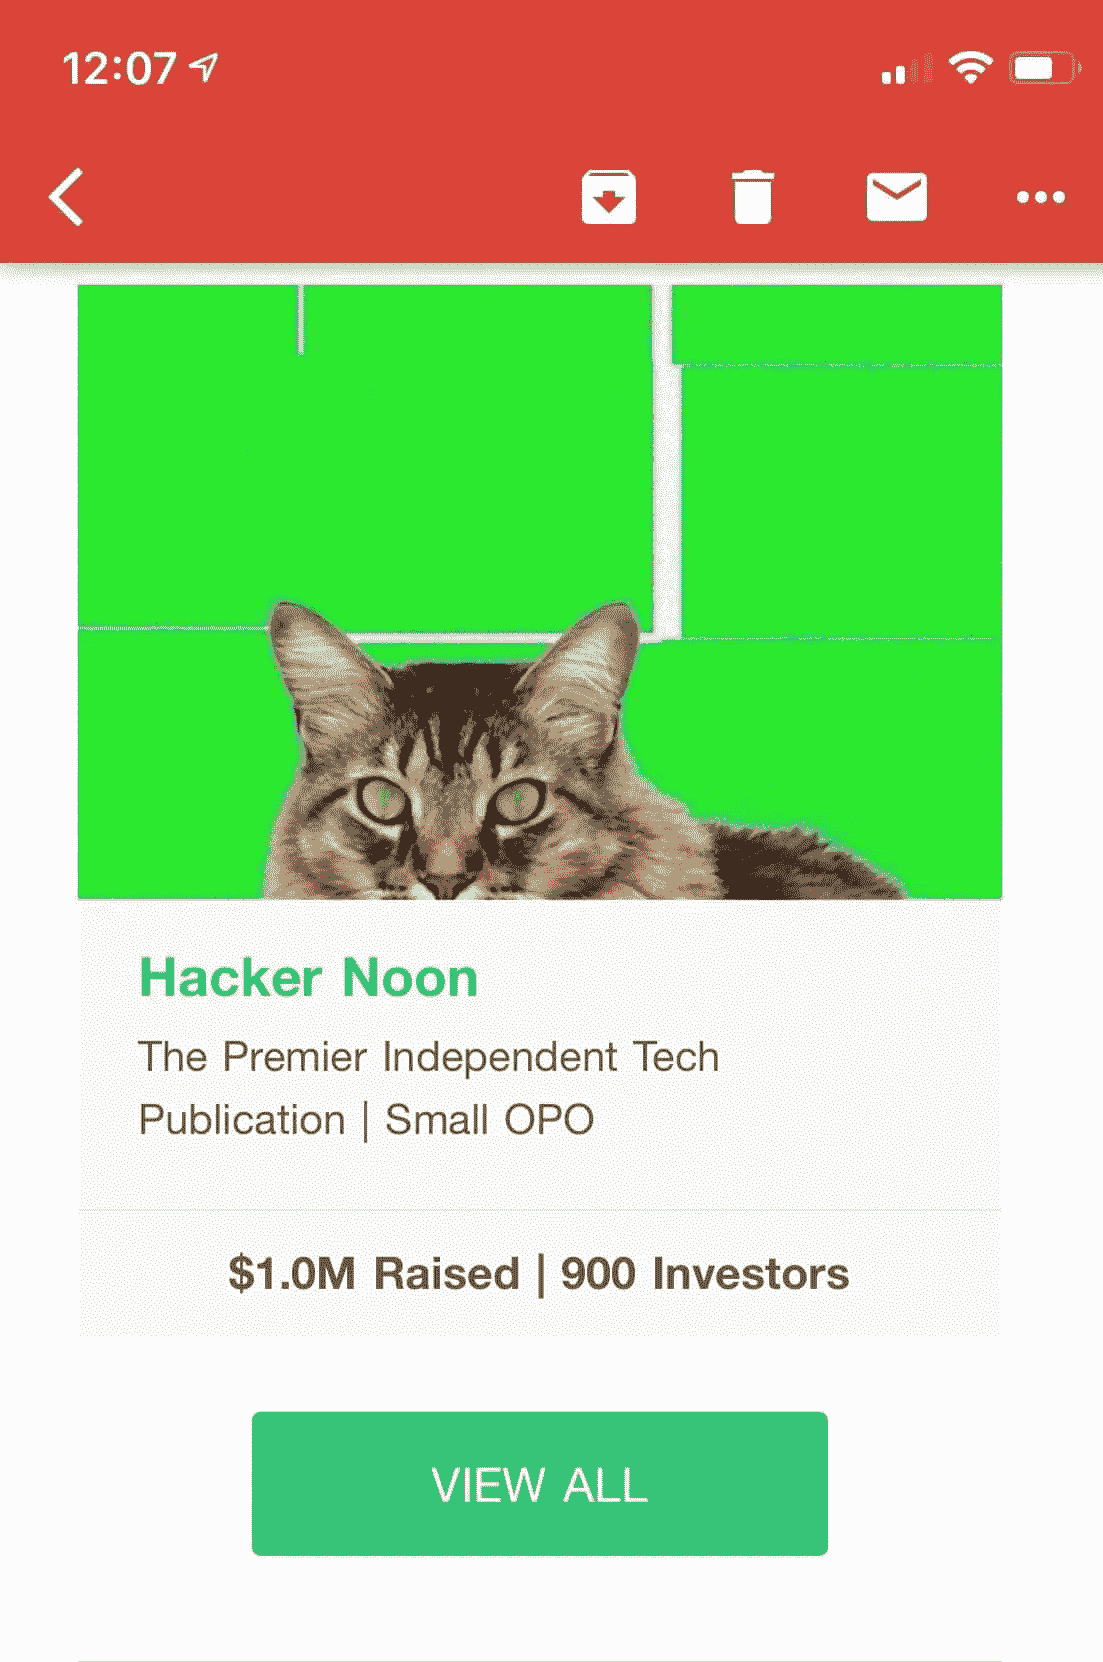 12:07
Hacker Noon
The Premier Independent Tech
Publication | Small OPO
$1.0M Raised | 900 Investors
VIEW ALL